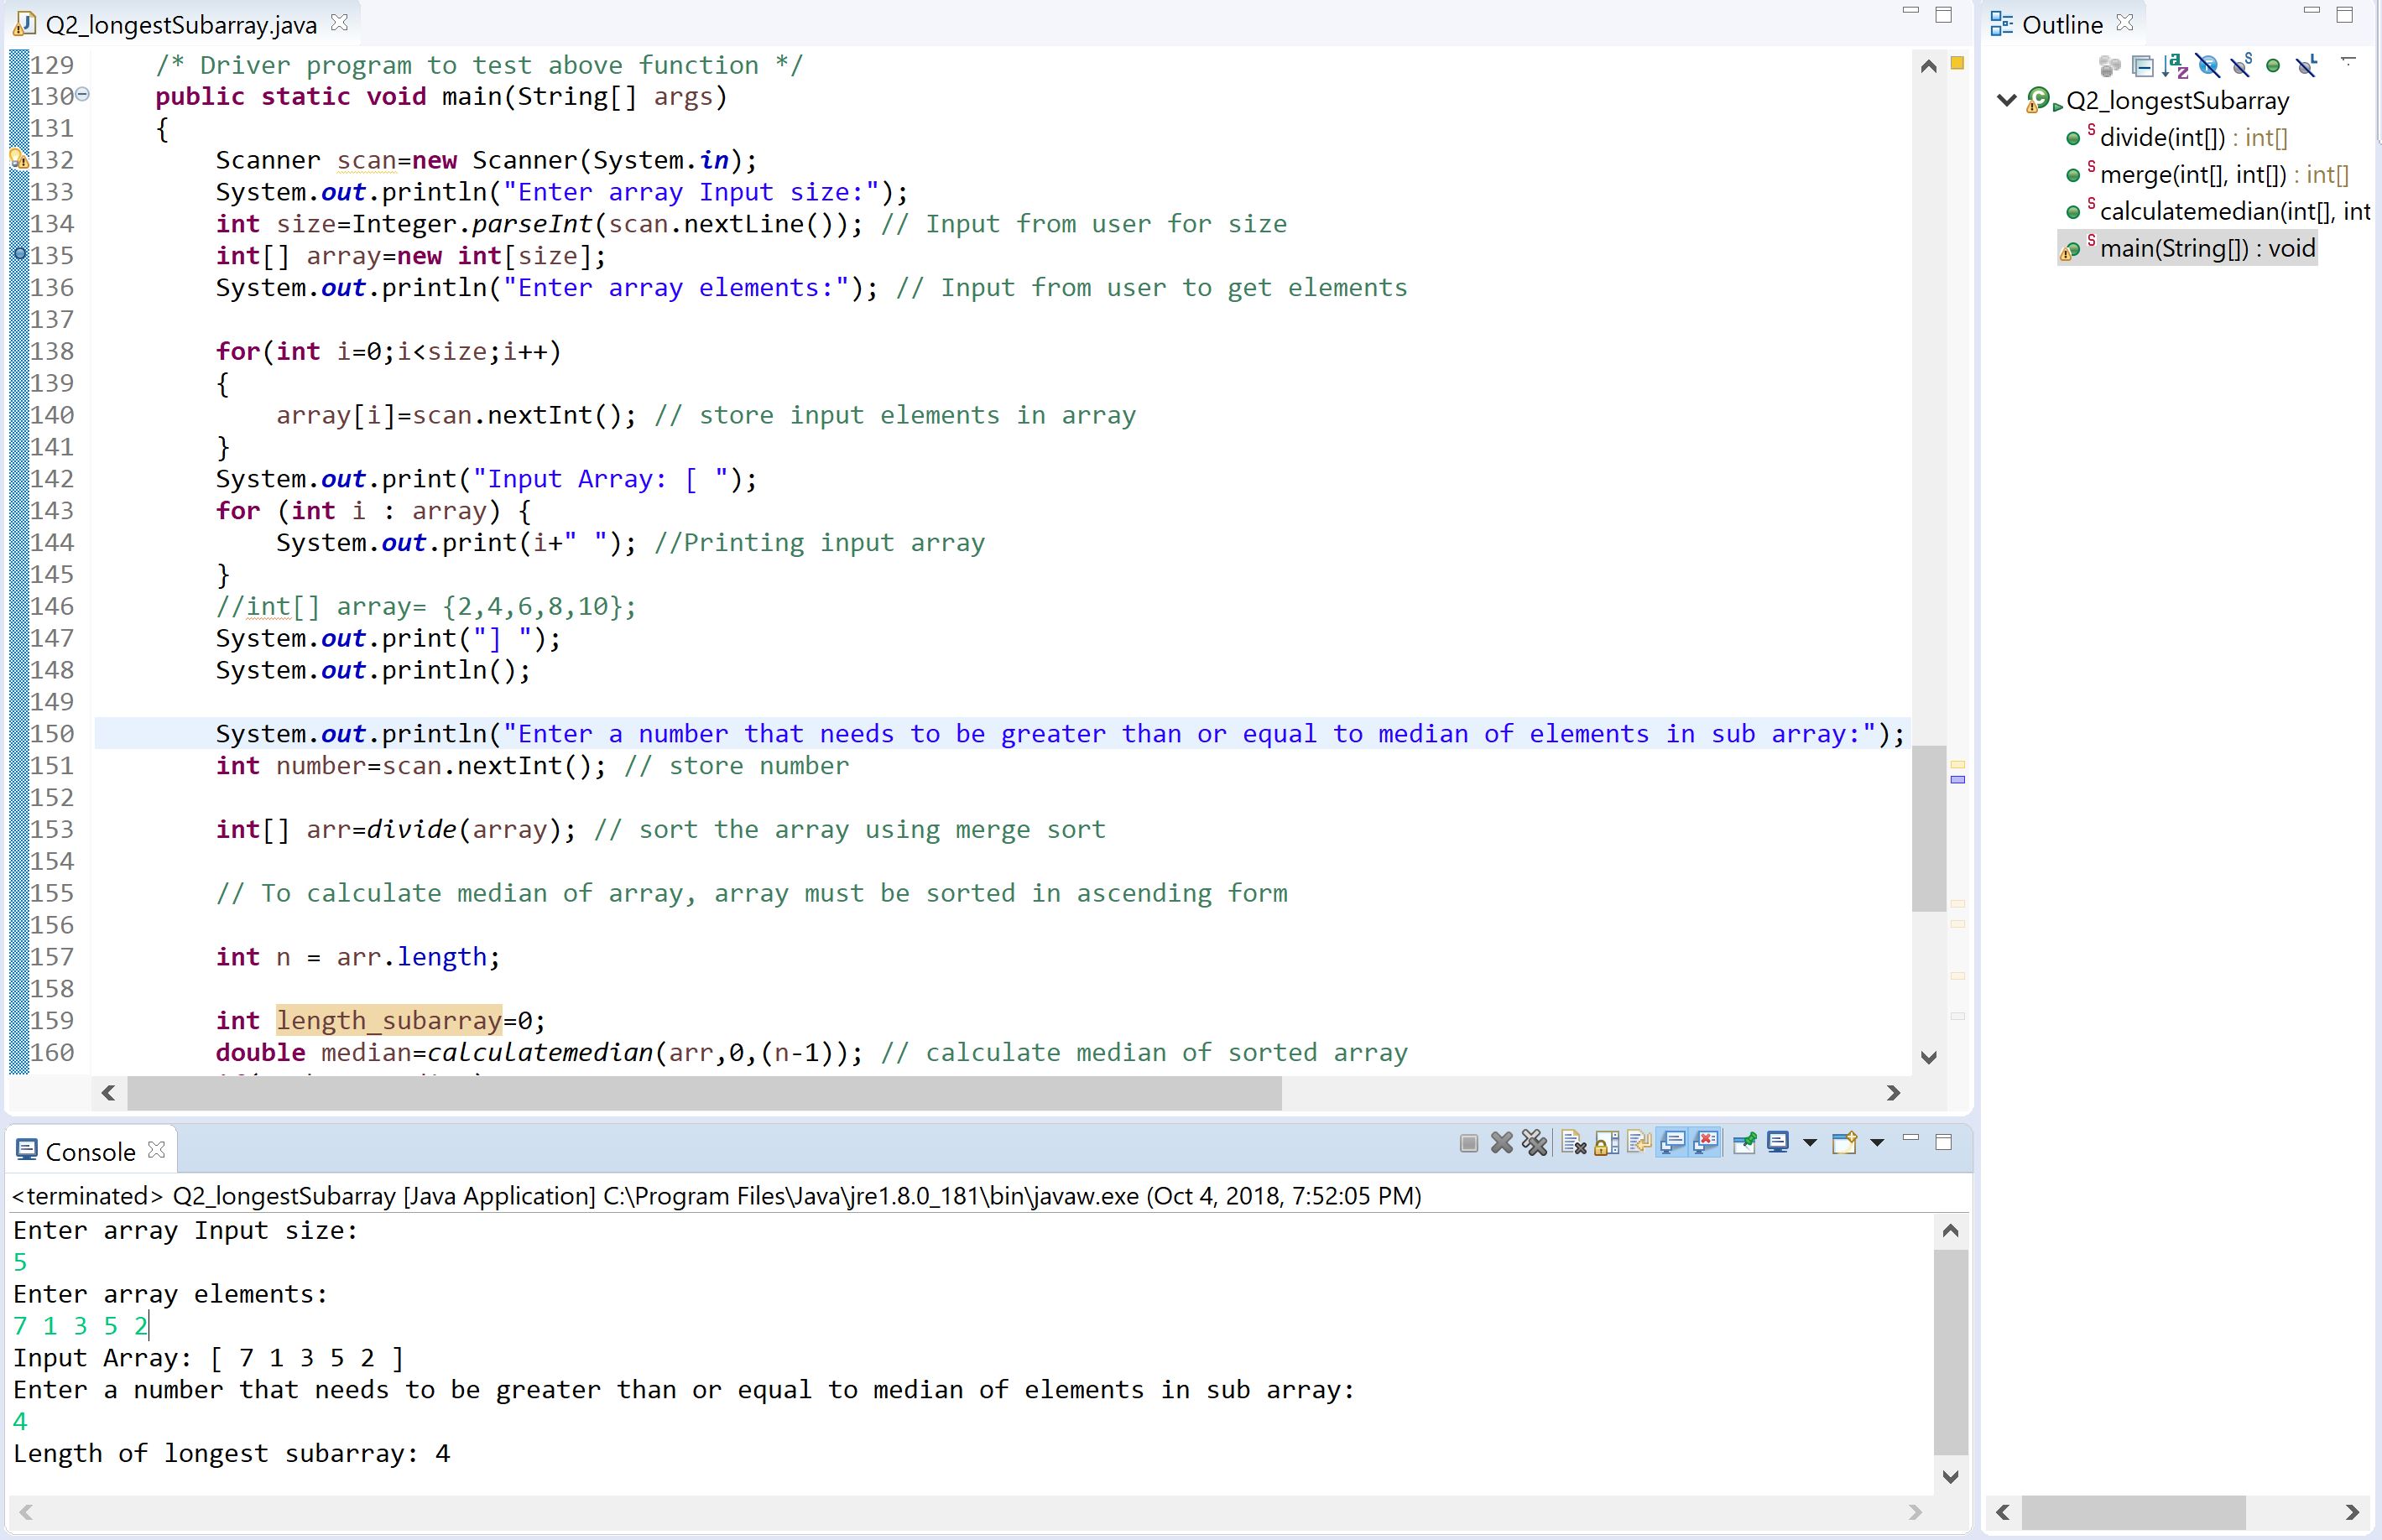 Q2_longestSubarray.java
129 /* Driver program to test above function */
130 public static void main(String[] args)
131 {
132 Scanner scan=new Scanner(System.in);
133 System.out.println("Enter array Input size:");
134 int size=Integer.parseInt(scan.nextLine()); // Input from user for size
135 int[] array=new int[size];
136 System.out.println("Enter array elements:"); // Input from user to get elements
137
138 for(int i=0;i<size;i++)
139 {
140 array[i]=scan.nextInt(); // store input elements in array
141 }
142 System.out.print("Input Array: [ ");
143 for (int i : array) {
144 System.out.print(i+" "); //Printing input array
145 }
146 //int[] array= {2,4,6,8,10};
147 System.out.print("] ");
148 System.out.println();
149
150 System.out.println("Enter a number that needs to be greater than or equal to median of elements in sub array:");
151 int number=scan.nextInt(); // store number
152
153 int[] arr=divide(array); // sort the array using merge sort
154
155 // To calculate median of array, array must be sorted in ascending form
156
157 int n = arr.length;
158
159 int length_subarray=0;
160 double median=calculatemedian(arr,0,(n-1)); // calculate median of sorted array
Outline
Q2_longestSubarray
divide(int[]) : int[]
merge(int[], int[]) : int[]
calculatemedian(int[], int
main(String[]) : void
Console
<terminated> Q2_longestSubarray [Java Application] C:\Program Files\Java\jre1.8.0_181\bin\javaw.exe (Oct 4, 2018, 7:52:05 PM)
Enter array Input size:
5
Enter array elements:
7 1 3 5 2
Input Array: [ 7 1 3 5 2 ]
Enter a number that needs to be greater than or equal to median of elements in sub array:
4
Length of longest subarray: 4